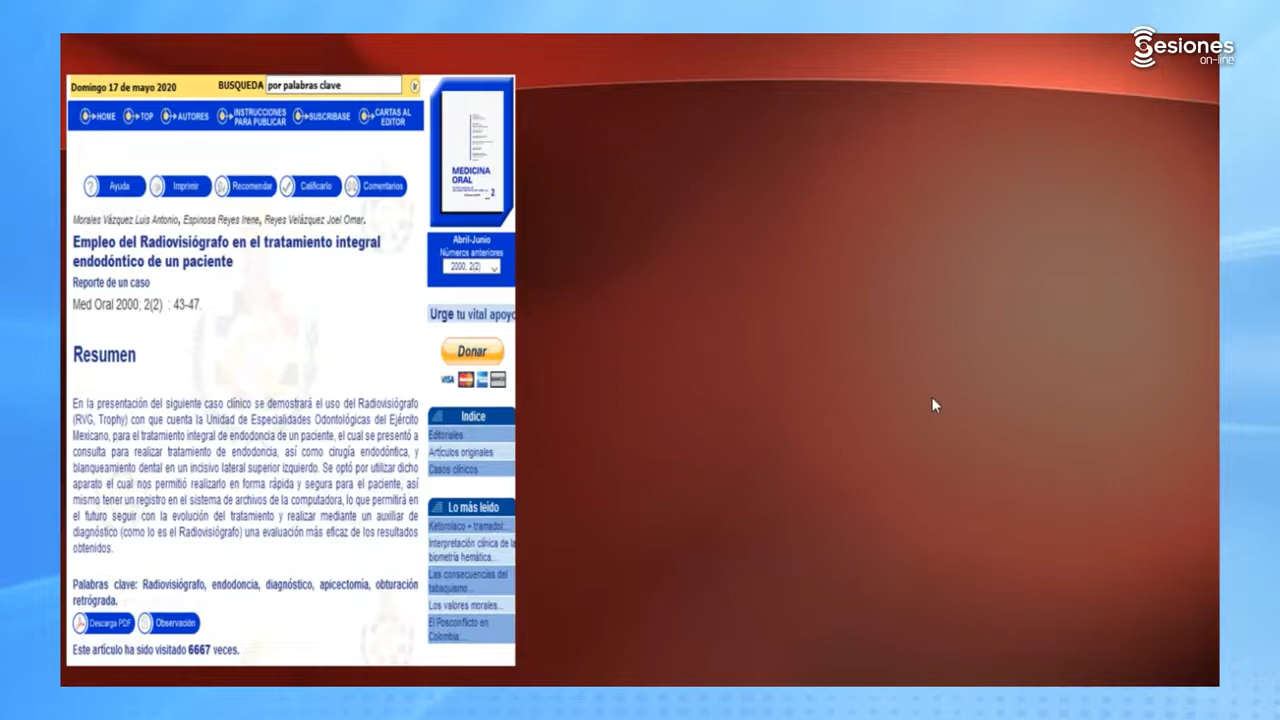 Sesiones
on-line
Domingo 17 de mayo 2020
BUSQUEDA por palabras clave
HOME TOP AUTORES INSTRUCCIONES PARA PUBLICAR SUSCRIBASE CARTAS AL EDITOR
Ayuda Imprimir Recomendar Calificarlo Comentarios
Morales Vázquez Luis Antonio, Espinosa Reyes Irene, Reyes Velázquez Joel Omar.
Empleo del Radiovisiógrafo en el tratamiento integral
endodóntico de un paciente
Reporte de un caso
Med Oral 2000; 2(2) : 43-47.
Resumen
En la presentación del siguiente caso clínico se demostrará el uso del Radiovisiógrafo
(RVG, Trophy) con que cuenta la Unidad de Especialidades Odontológicas del Ejército
Mexicano, para el tratamiento integral de endodoncia de un paciente, el cual se presentó a
consulta para realizar tratamiento de endodoncia, así como cirugía endodóntica, y
blanqueamiento dental en un incisivo lateral superior izquierdo. Se optó por utilizar dicho
aparato el cual nos permitió realizarlo en forma rápida y segura para el paciente, así
mismo tener un registro en el sistema de archivos de la computadora, lo que permitirá en
el futuro seguir con la evolución del tratamiento y realizar mediante un auxiliar de
diagnóstico (como lo es el Radiovisiógrafo) una evaluación más eficaz de los resultados
obtenidos.
Palabras clave: Radiovisiógrafo, endodoncia, diagnóstico, apicectomia, obturación
retrógrada.
Descarga PDF Observación
Este artículo ha sido visitado 6667 veces.
MEDICINA
ORAL
2
Abril-Junio
Números anteriores
2000, 2(2)
Urge tu vital apoyo
Donar
VISA
Indice
Editoriales
Artículos originales
Casos clínicos
Lo más leído
Ketorolaco + tramadol:...
Interpretación clínica de la
biometría hemática...
Las consecuencias del
tabaquismo...
Los valores morales...
El Posconflicto en
Colombia:...